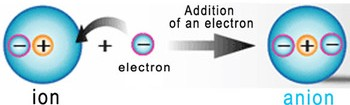 Addition
of an electron
− + + − − + −
electron
ion
anion